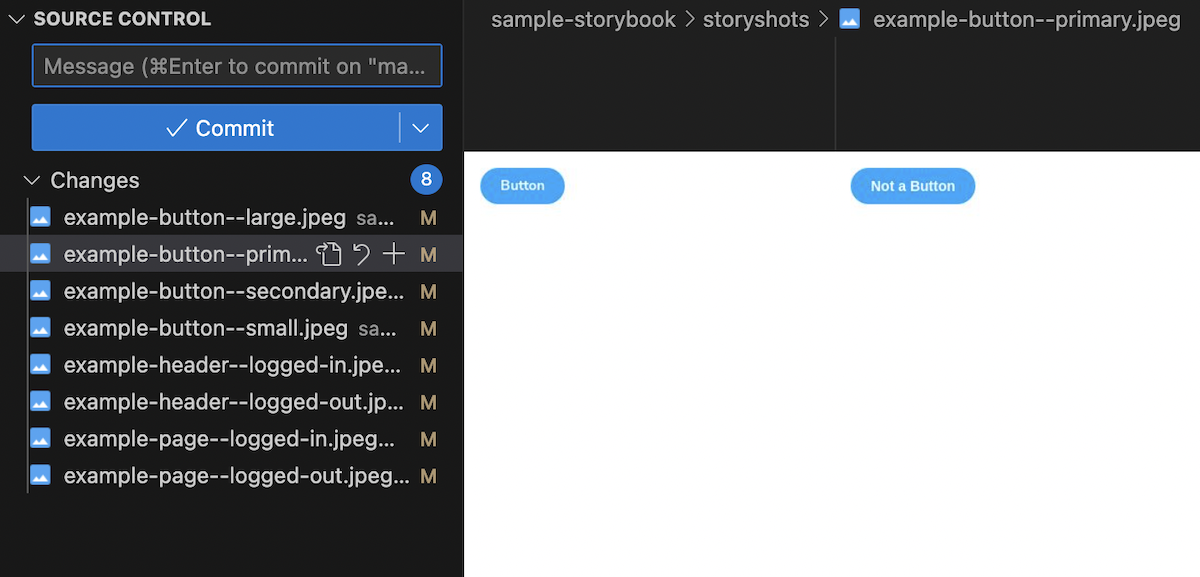 SOURCE CONTROL
Message (⌘Enter to commit on "ma...
Commit
Changes 8
example-button--large.jpeg sa... M
example-button--prim... M
example-button--secondary.jpe... M
example-button--small.jpeg sa... M
example-header--logged-in.jpe... M
example-header--logged-out.jp... M
example-page--logged-in.jpeg... M
example-page--logged-out.jpeg... M
sample-storybook > storyshots > example-button--primary.jpeg
Button
Not a Button